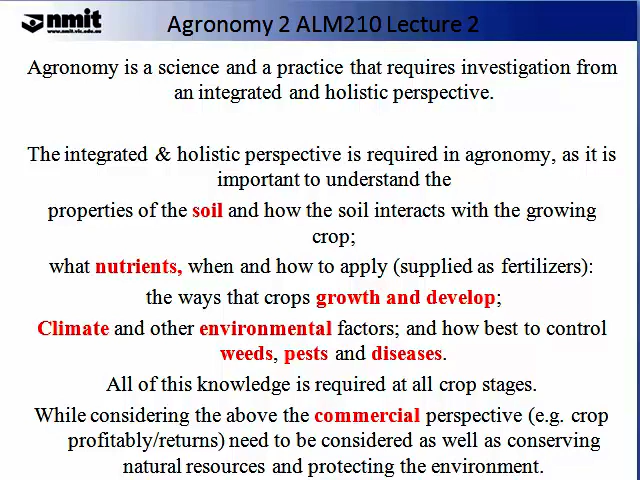 nmit
www.nmit.vic.edu.au
Agronomy 2 ALM210 Lecture 2
Agronomy is a science and a practice that requires investigation from
an integrated and holistic perspective.
The integrated & holistic perspective is required in agronomy, as it is
important to understand the
properties of the soil and how the soil interacts with the growing
crop;
what nutrients, when and how to apply (supplied as fertilizers):
the ways that crops growth and develop;
Climate and other environmental factors; and how best to control
weeds, pests and diseases.
All of this knowledge is required at all crop stages.
While considering the above the commercial perspective (e.g. crop
profitably/returns) need to be considered as well as conserving
natural resources and protecting the environment.